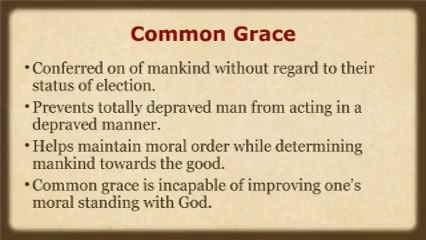 Common Grace
• Conferred on of mankind without regard to their
status of election.
• Prevents totally depraved man from acting in a
depraved manner.
• Helps maintain moral order while determining
mankind towards the good.
• Common grace is incapable of improving one's
moral standing with God.